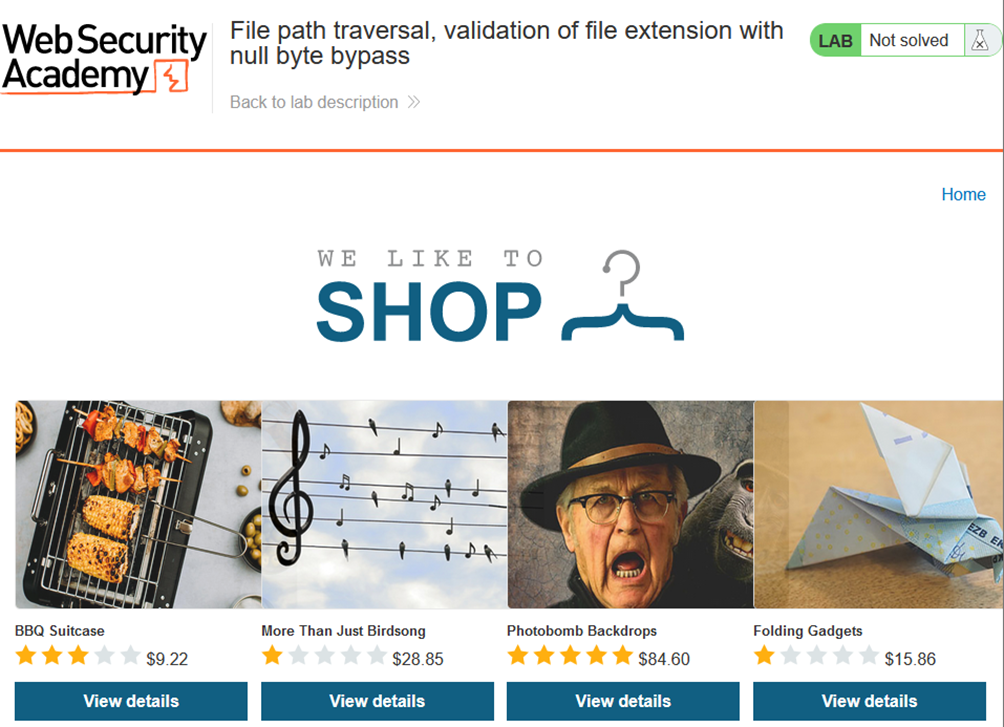 Web Security
Academy
File path traversal, validation of file extension with
null byte bypass
LAB
Not solved
Back to lab description
Home
WE LIKE TO
SHOP
EZB
BBQ Suitcase
More Than Just Birdsong
Photobomb Backdrops
Folding Gadgets
$9.22
$28.85
$84.60
$15.86
View details
View details
View details
View details